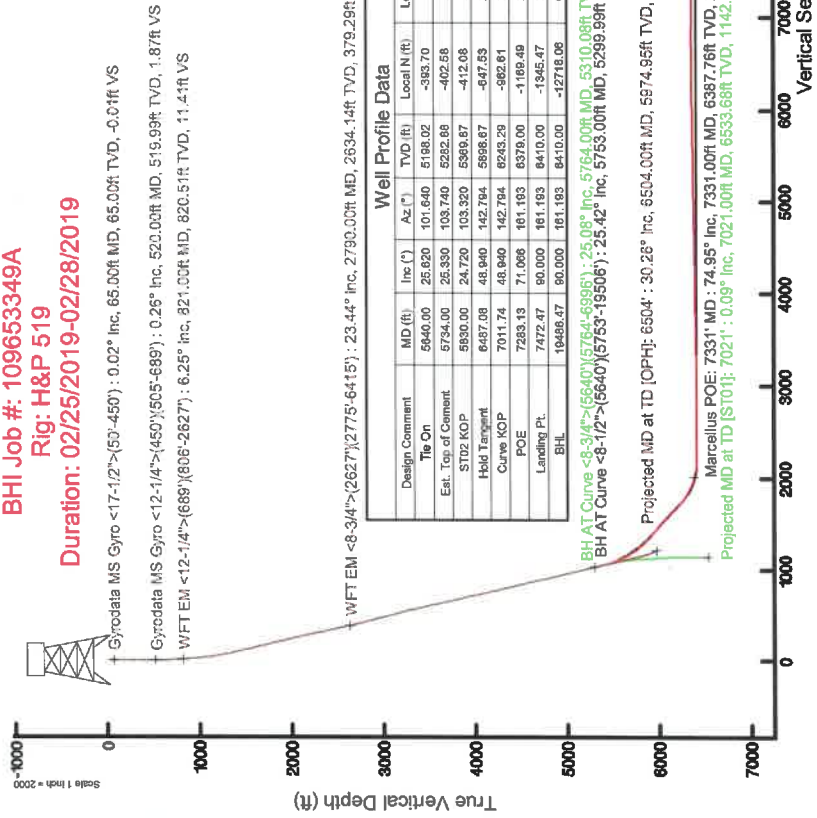 BHI Job #: 109653349A
Rig: H&P 519
Duration: 02/25/2019-02/28/2019
Scale 1 inch = 2000
-1000
0
1000
2000
3000
4000
5000
6000
7000
True Vertical Depth (ft)
Gyrodata MS Gyro <17-1/2">(50'-450') : 0.02° Inc, 65.00ft MD, 65.00ft TVD, -0.01ft VS
Gyrodata MS Gyro <12-1/4">(450')(505'-689') : 0.26° Inc, 520.00ft MD, 519.99ft TVD, 1.87ft VS
WFT EM <12-1/4">(689')(806'-2627') : 6.25° Inc, 821.00ft MD, 820.51ft TVD, 11.41ft VS
WFT EM <8-3/4">(2627')(2775'-6415') : 23.44° Inc, 2790.00ft MD, 2634.14ft TVD, 379.29ft
Well Profile Data
Design Comment MD (ft) Inc (°) Az (°) TVD (ft) Local N (ft)
Tie On 5640.00 25.620 101.640 5198.02 -393.70
Est. Top of Cement 5734.00 25.330 103.740 5282.88 -402.58
ST02 KOP 5830.00 24.720 103.320 5369.87 -412.08
Hold Tangent 6487.08 48.940 142.794 5898.67 -647.53
Curve KOP 7011.74 48.940 142.794 6243.29 -962.61
POE 7283.13 71.066 161.193 6379.00 -1169.49
Landing Pt. 7472.47 90.000 161.193 6410.00 -1345.47
BHL 19486.47 90.000 161.193 6410.00 -12718.06
BH AT Curve <8-3/4">(5640')(5764'-6996') : 25.08° Inc, 5764.00ft MD, 5310.08ft
BH AT Curve <8-1/2">(5640')(5753'-19506') : 25.42° Inc, 5753.00ft MD, 5299.99ft
Projected MD at TD [OPH]: 6504' : 30.26° Inc, 6504.00ft MD, 5974.95ft TVD,
Marcellus POE: 7331' MD : 74.95° Inc, 7331.00ft MD, 6387.76ft TVD,
Projected MD at TD [ST01]: 7021' : 0.09° Inc, 7021.00ft MD, 6533.68ft TVD, 1142.
0
1000
2000
3000
4000
5000
6000
7000
Vertical Se